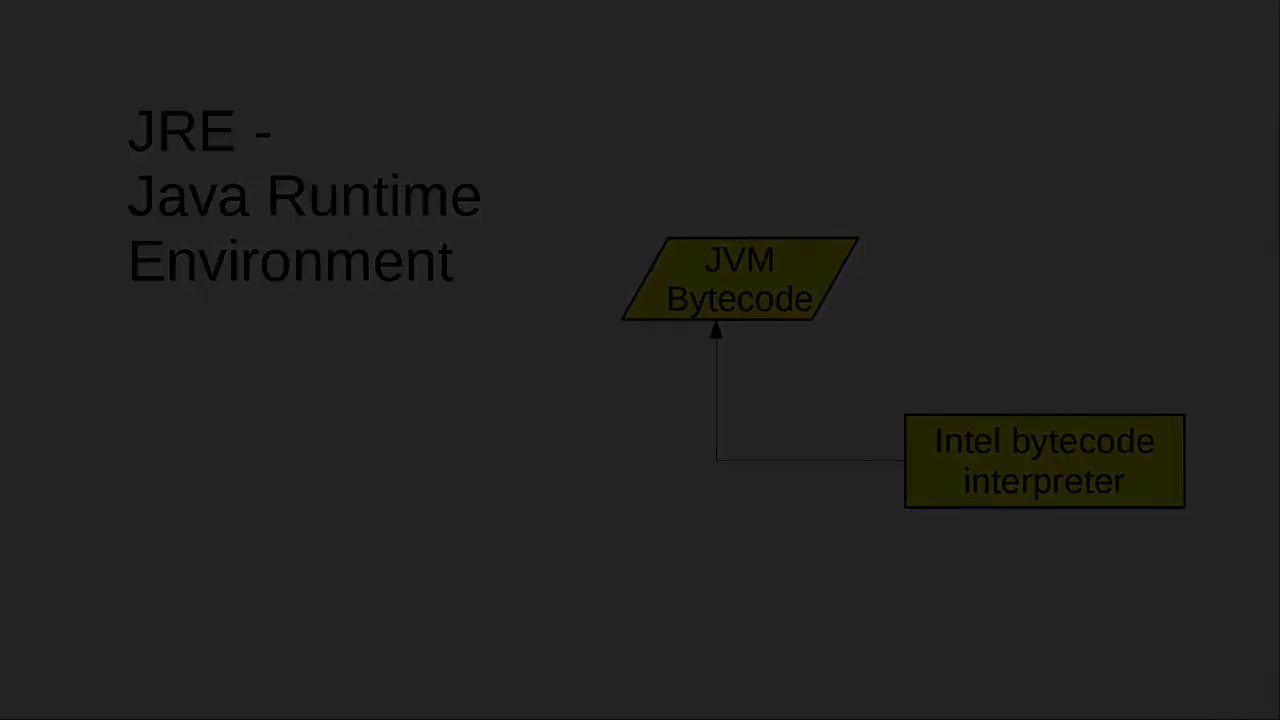 JRE -
Java Runtime
Environment
JVM
Bytecode
Intel bytecode
interpreter